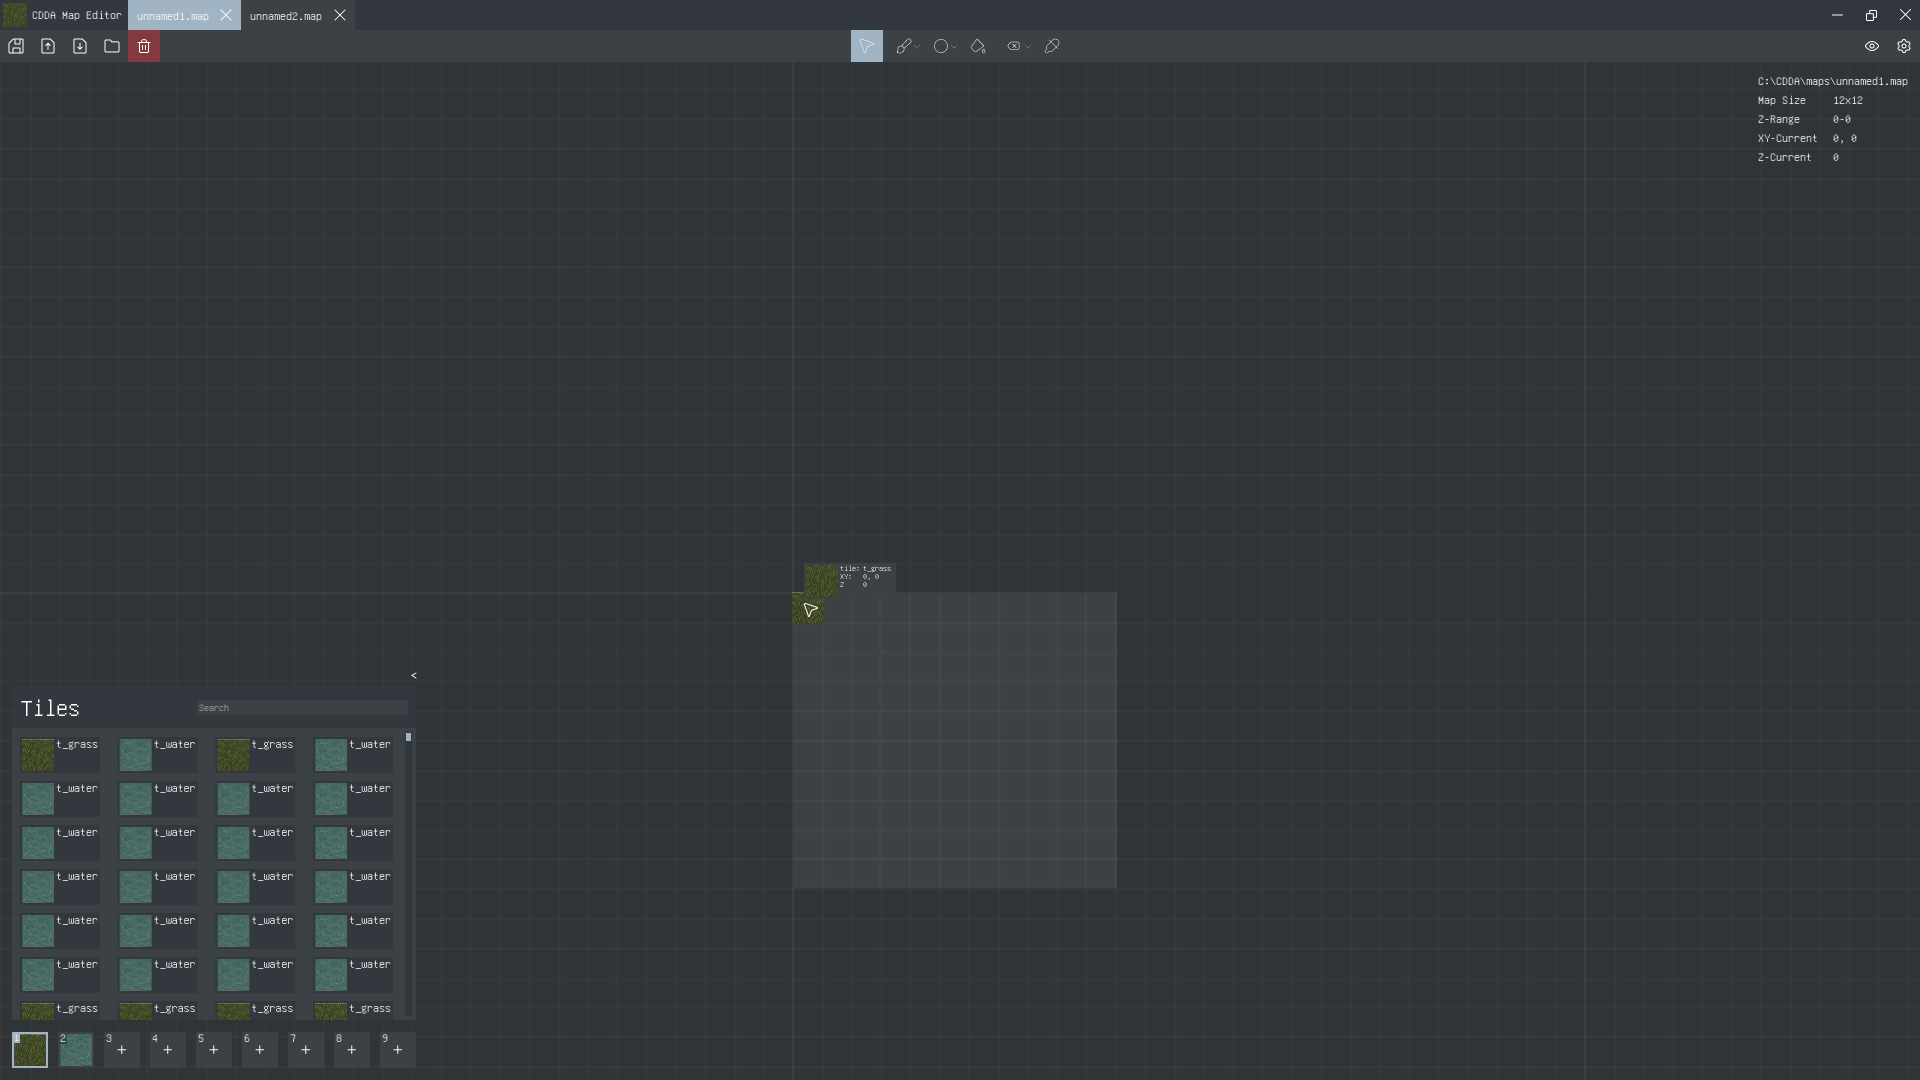 CDDA Map Editor unnamed1.map unnamed2.map
C:\CDDA\maps\unnamed1.map
Map Size 12x12
Z-Range 0-0
XY-Current 0, 0
Z-Current 0
tile: t_grass
XY: 0, 0
Z 0
<
Tiles Search
t_grass t_water t_grass t_water
t_water t_water t_water t_water
t_water t_water t_water t_water
t_water t_water t_water t_water
t_water t_water t_water t_water
t_water t_water t_water t_water
t_grass t_grass t_grass t_grass
1 2 3 4 5 6 7 8 9
+ + + + + + +